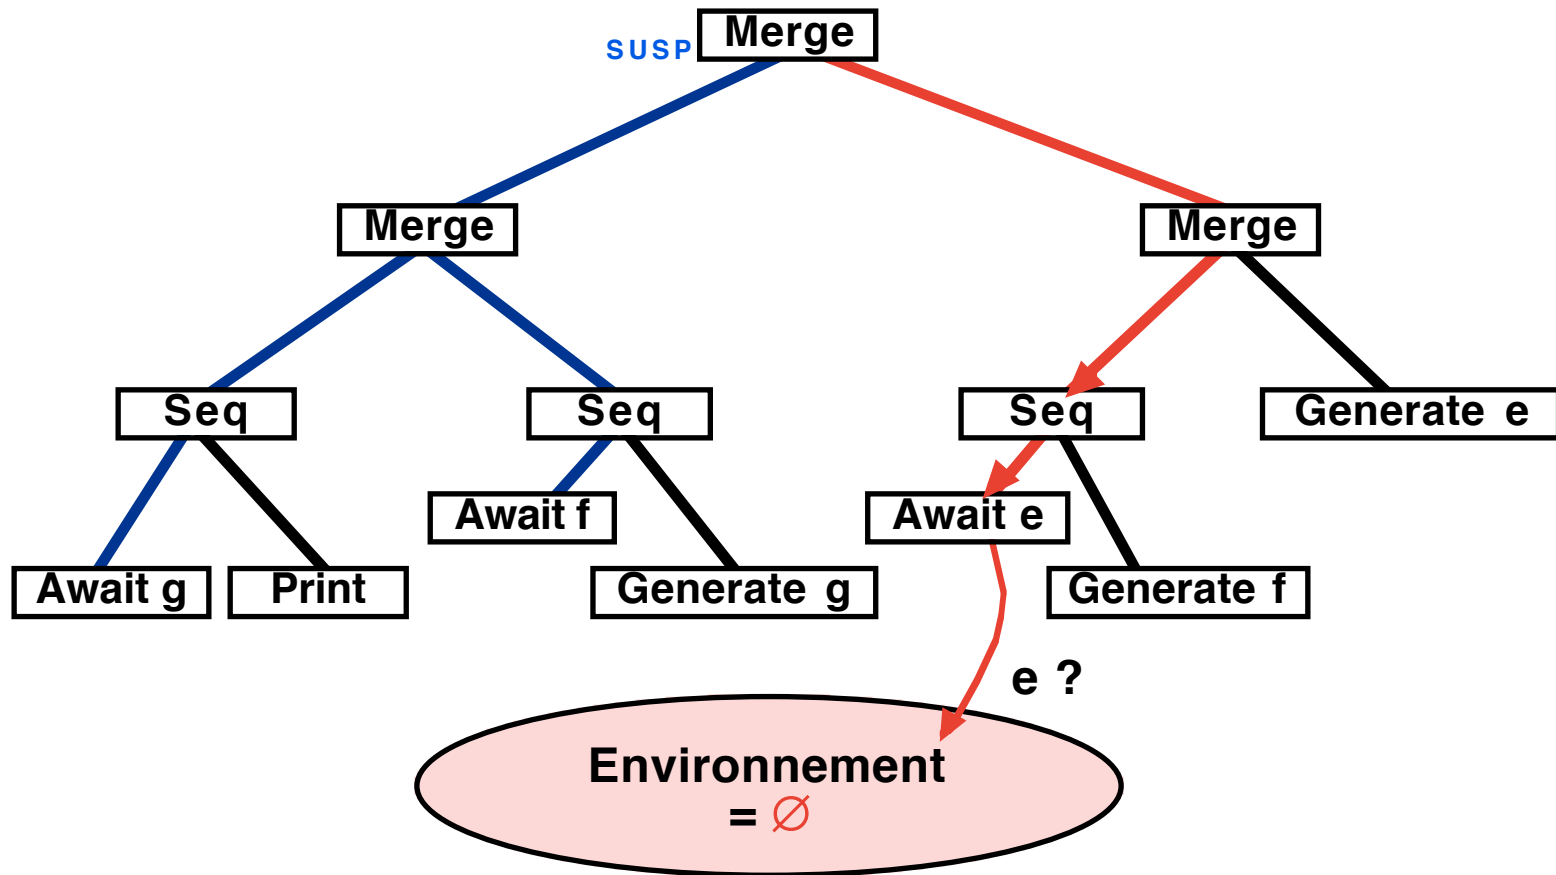 SUSP
Merge
Merge
Merge
Seq
Seq
Seq
Generate e
Await f
Await e
Await g
Print
Generate g
Generate f
e ?
Environnement
= ∅